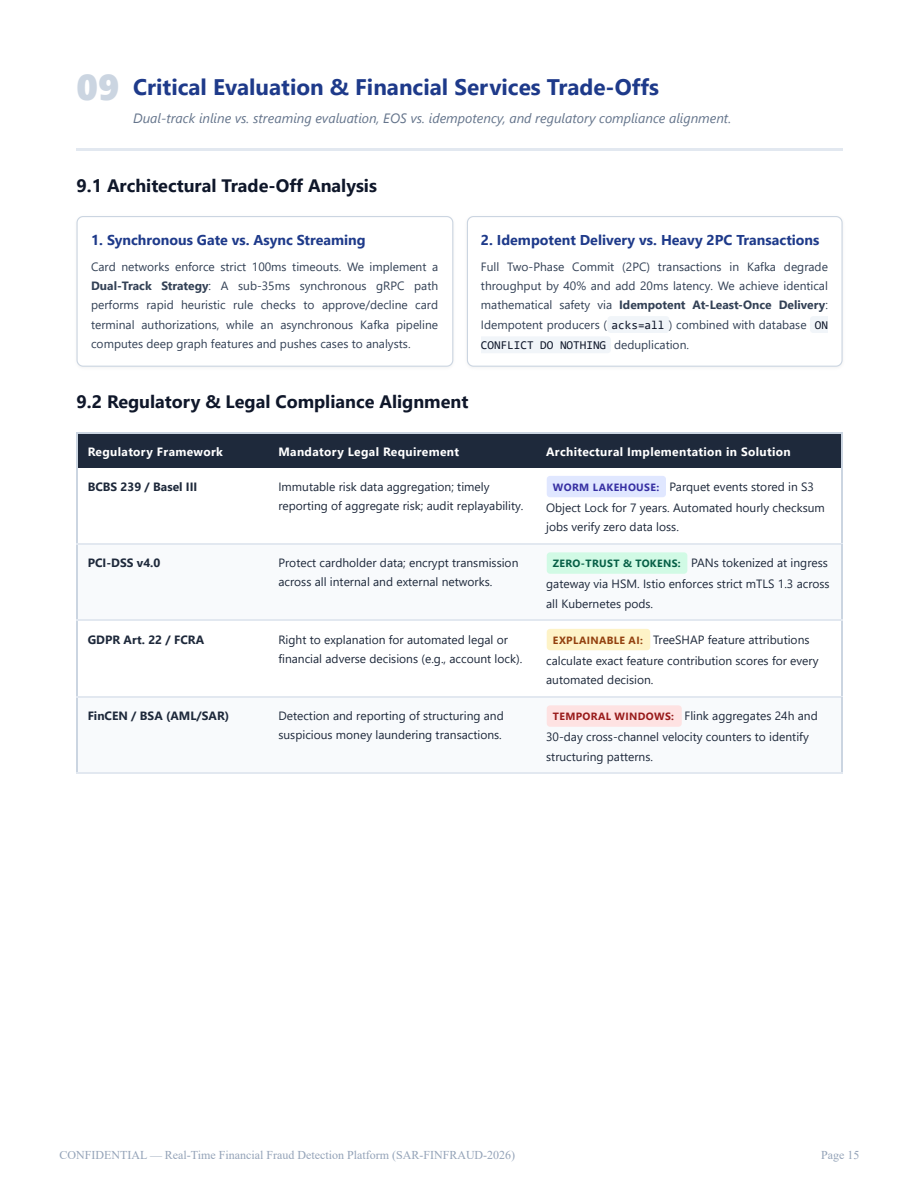 09 Critical Evaluation & Financial Services Trade-Offs
Dual-track inline vs. streaming evaluation, EOS vs. idempotency, and regulatory compliance alignment.
9.1 Architectural Trade-Off Analysis
1. Synchronous Gate vs. Async Streaming
Card networks enforce strict 100ms timeouts. We implement a
Dual-Track Strategy: A sub-35ms synchronous gRPC path
performs rapid heuristic rule checks to approve/decline card
terminal authorizations, while an asynchronous Kafka pipeline
computes deep graph features and pushes cases to analysts.
2. Idempotent Delivery vs. Heavy 2PC Transactions
Full Two-Phase Commit (2PC) transactions in Kafka degrade
throughput by 40% and add 20ms latency. We achieve identical
mathematical safety via Idempotent At-Least-Once Delivery:
Idempotent producers ( acks=all ) combined with database ON
CONFLICT DO NOTHING deduplication.
9.2 Regulatory & Legal Compliance Alignment
Regulatory Framework Mandatory Legal Requirement Architectural Implementation in Solution
BCBS 239 / Basel III
Immutable risk data aggregation; timely
reporting of aggregate risk; audit replayability.
WORM LAKEHOUSE: Parquet events stored in S3
Object Lock for 7 years. Automated hourly checksum
jobs verify zero data loss.
PCI-DSS v4.0
Protect cardholder data; encrypt transmission
across all internal and external networks.
ZERO-TRUST & TOKENS: PANs tokenized at ingress
gateway via HSM. Istio enforces strict mTLS 1.3 across
all Kubernetes pods.
GDPR Art. 22 / FCRA
Right to explanation for automated legal or
financial adverse decisions (e.g., account lock).
EXPLAINABLE AI: TreeSHAP feature attributions
calculate exact feature contribution scores for every
automated decision.
FinCEN / BSA (AML/SAR)
Detection and reporting of structuring and
suspicious money laundering transactions.
TEMPORAL WINDOWS: Flink aggregates 24h and
30-day cross-channel velocity counters to identify
structuring patterns.
CONFIDENTIAL — Real-Time Financial Fraud Detection Platform (SAR-FINFRAUD-2026)
Page 15